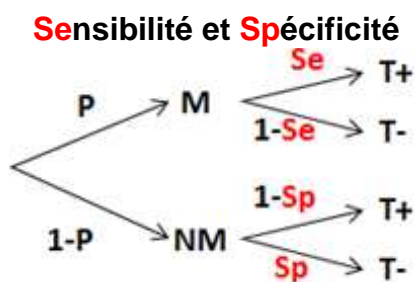 Sensibilité et Spécificité
Se
T+
P
M
1-Se
T-
1-Sp
T+
1-P
NM
Sp
T-